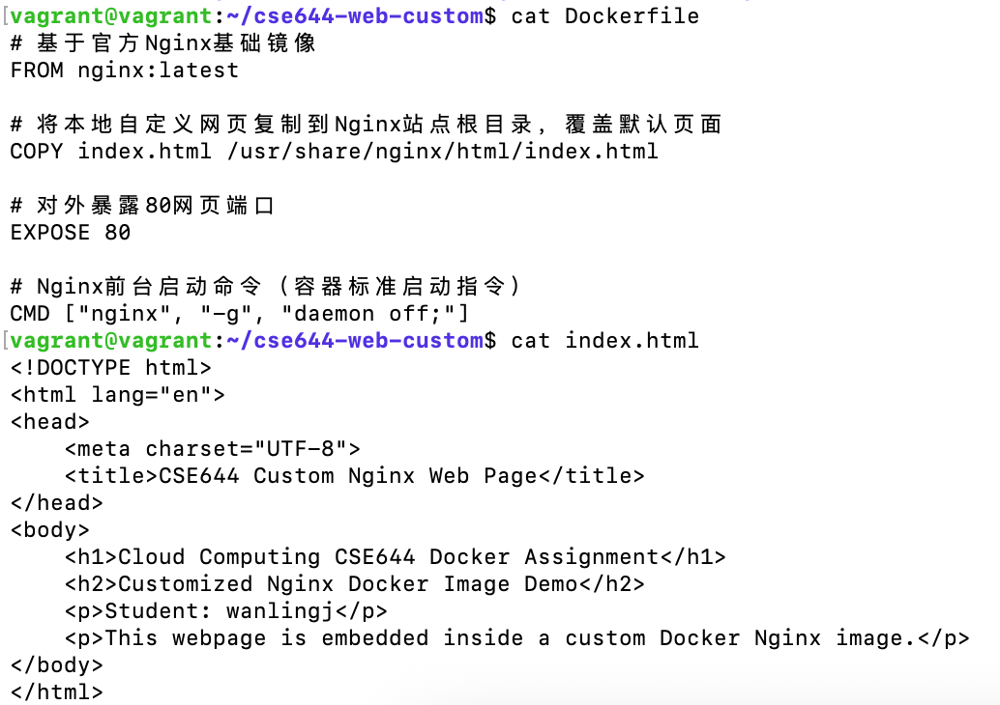 [vagrant@vagrant:~/cse644-web-custom$ cat Dockerfile
# 基于官方Nginx基础镜像
FROM nginx:latest

# 将本地自定义网页复制到Nginx站点根目录，覆盖默认页面
COPY index.html /usr/share/nginx/html/index.html

# 对外暴露80网页端口
EXPOSE 80

# Nginx前台启动命令（容器标准启动指令）
CMD ["nginx", "-g", "daemon off;"]
[vagrant@vagrant:~/cse644-web-custom$ cat index.html
<!DOCTYPE html>
<html lang="en">
<head>
    <meta charset="UTF-8">
    <title>CSE644 Custom Nginx Web Page</title>
</head>
<body>
    <h1>Cloud Computing CSE644 Docker Assignment</h1>
    <h2>Customized Nginx Docker Image Demo</h2>
    <p>Student: wanlingj</p>
    <p>This webpage is embedded inside a custom Docker Nginx image.</p>
</body>
</html>